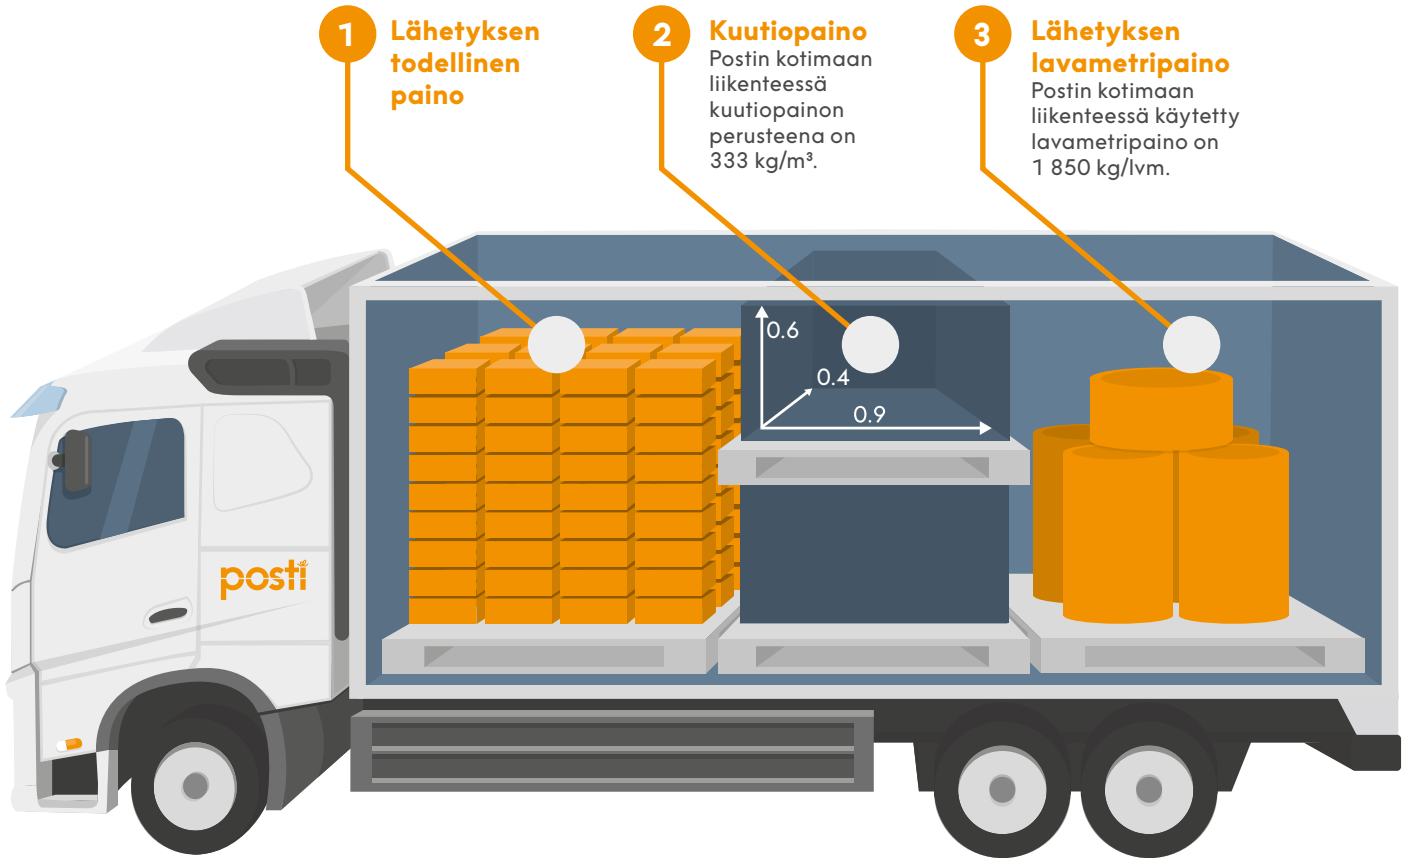 1
Lähetyksen
todellinen
paino
2
Kuutiopaino
Postin kotimaan
liikenteessä
kuutiopainon
perusteena on
333 kg/m³.
3
Lähetyksen
lavametripaino
Postin kotimaan
liikenteessä käytetty
lavametripaino on
1 850 kg/lvm.
0.6
0.4
0.9
posti